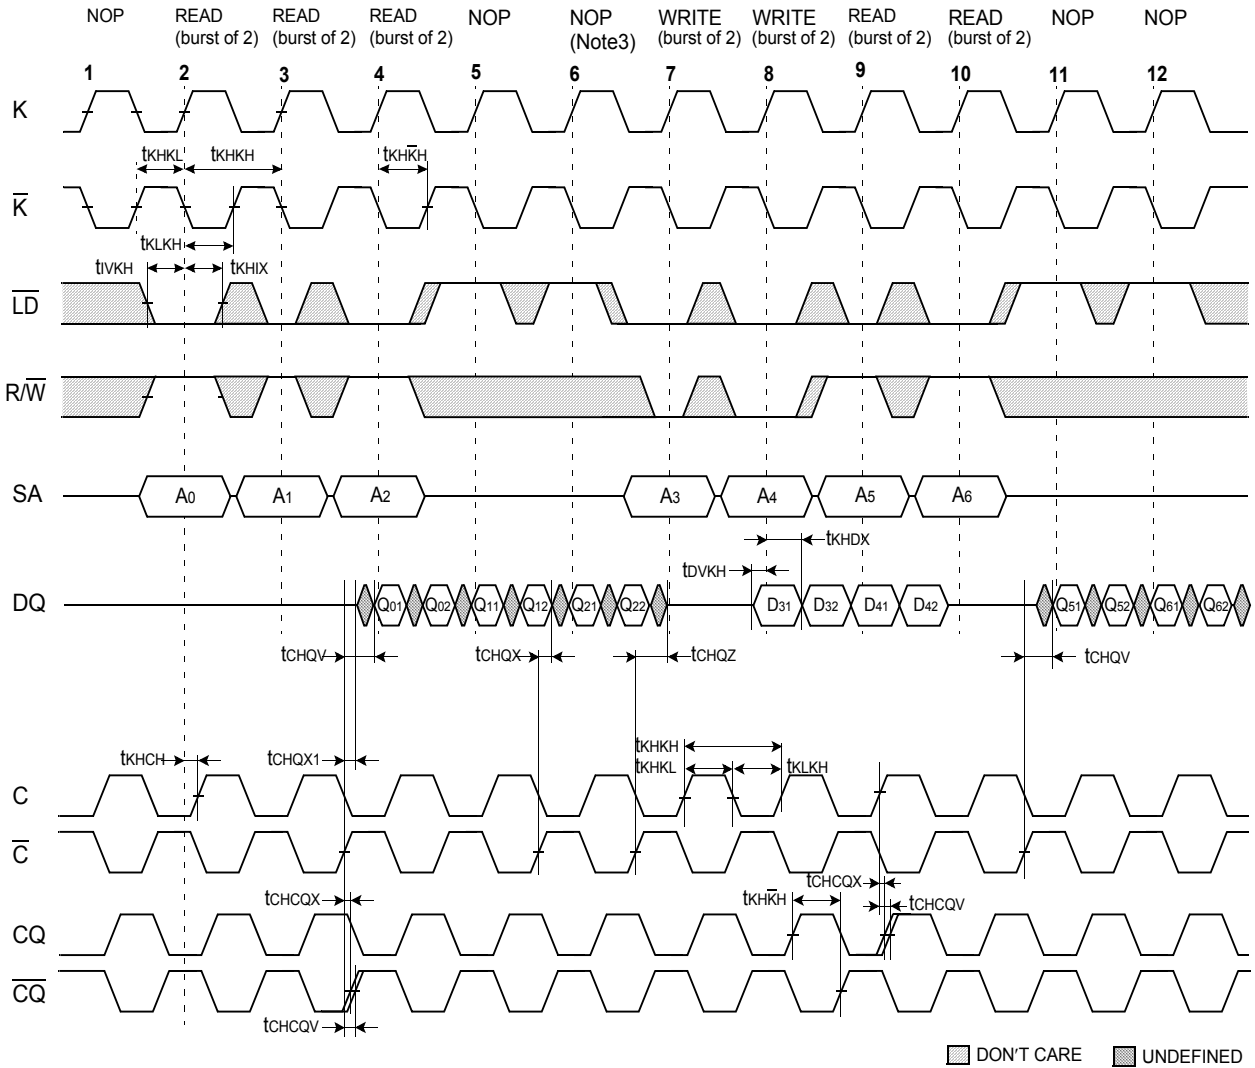 NOP READ READ READ NOP NOP WRITE WRITE READ READ NOP NOP
(burst of 2) (burst of 2) (burst of 2) (Note3) (burst of 2) (burst of 2) (burst of 2) (burst of 2)
1 2 3 4 5 6 7 8 9 10 11 12
K
tKHKL tKHKH tKHK̅H
K̅
tKLKH
tIVKH tKHIX
L̅D̅
R/W̅
SA A0 A1 A2 A3 A4 A5 A6
tKHDX
tDVKH
DQ Q01 Q02 Q11 Q12 Q21 Q22 D31 D32 D41 D42 Q51 Q52 Q61 Q62
tCHQV tCHQX tCHQZ tCHQV
tKHKH
tKHCH tCHQX1 tKHKL tKLKH
C
C̅
tCHCQX tKHK̅H tCHCQX tCHCQV
CQ
C̅Q̅
tCHCQV
DON'T CARE UNDEFINED